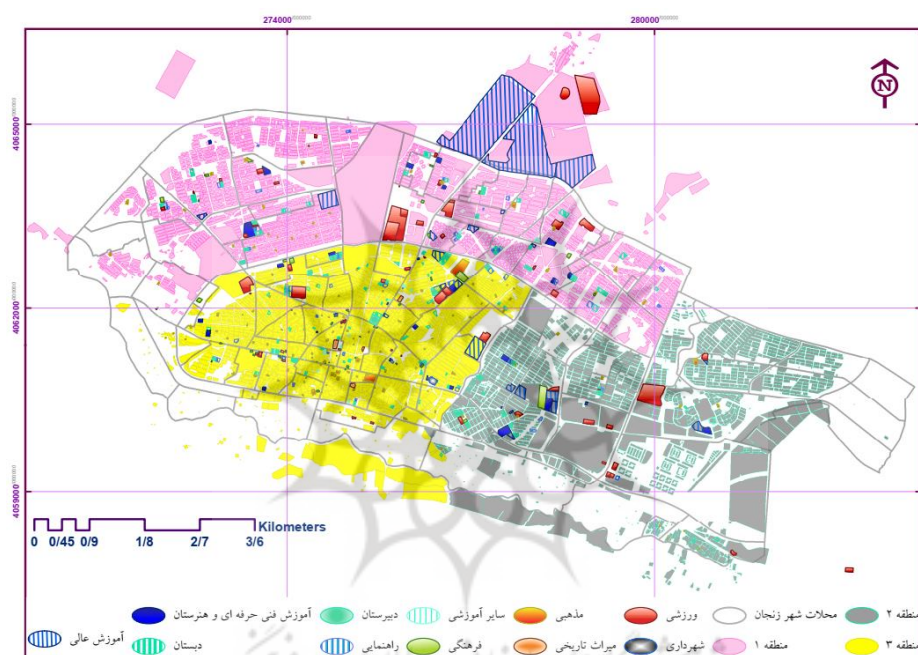 274000 280000
N
4065000
4062000
4059000
Kilometers
0 0/45 0/9 1/8 2/7 3/6
منطقه ۲ محلات شهر زنجان ورزشی مذهبی سایر آموزشی دبیرستان آموزش فنی حرفه ای و هنرستان
آموزش عالی
منطقه ۳ منطقه ۱ شهرداری میراث تاریخی فرهنگی راهنمایی دبستان